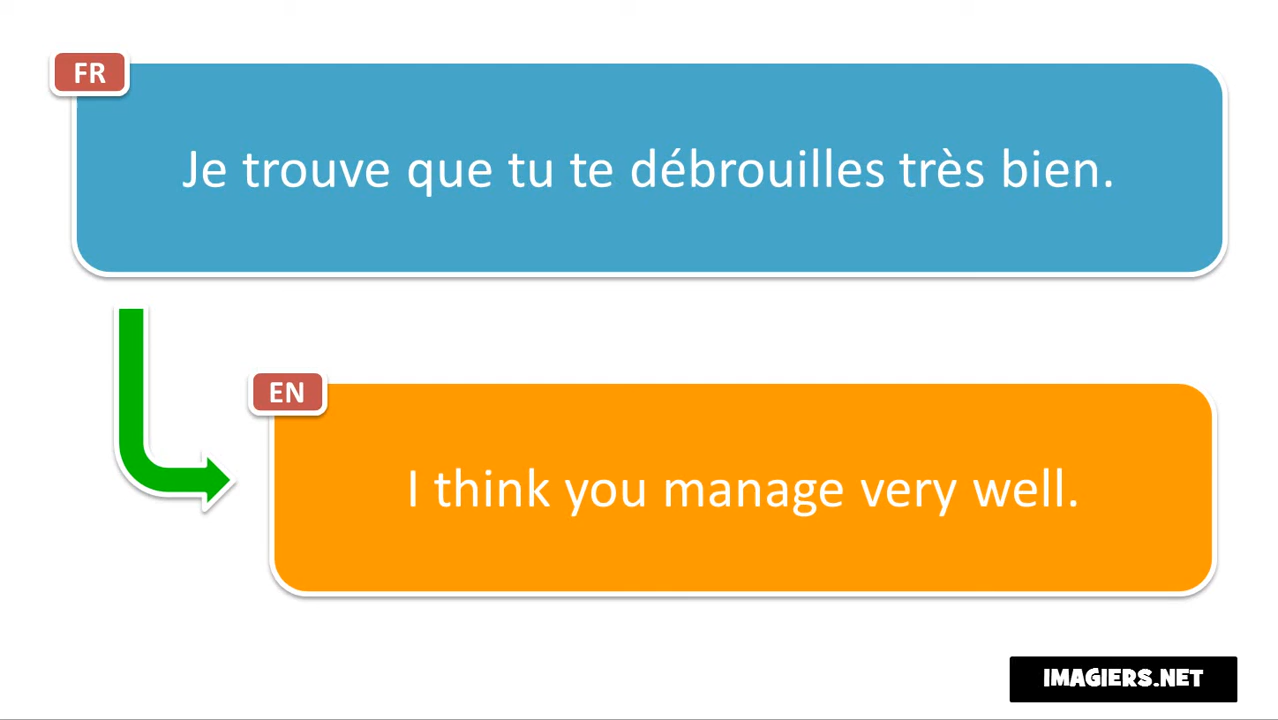 FR
Je trouve que tu te débrouilles très bien.
EN
I think you manage very well.
IMAGIERS.NET